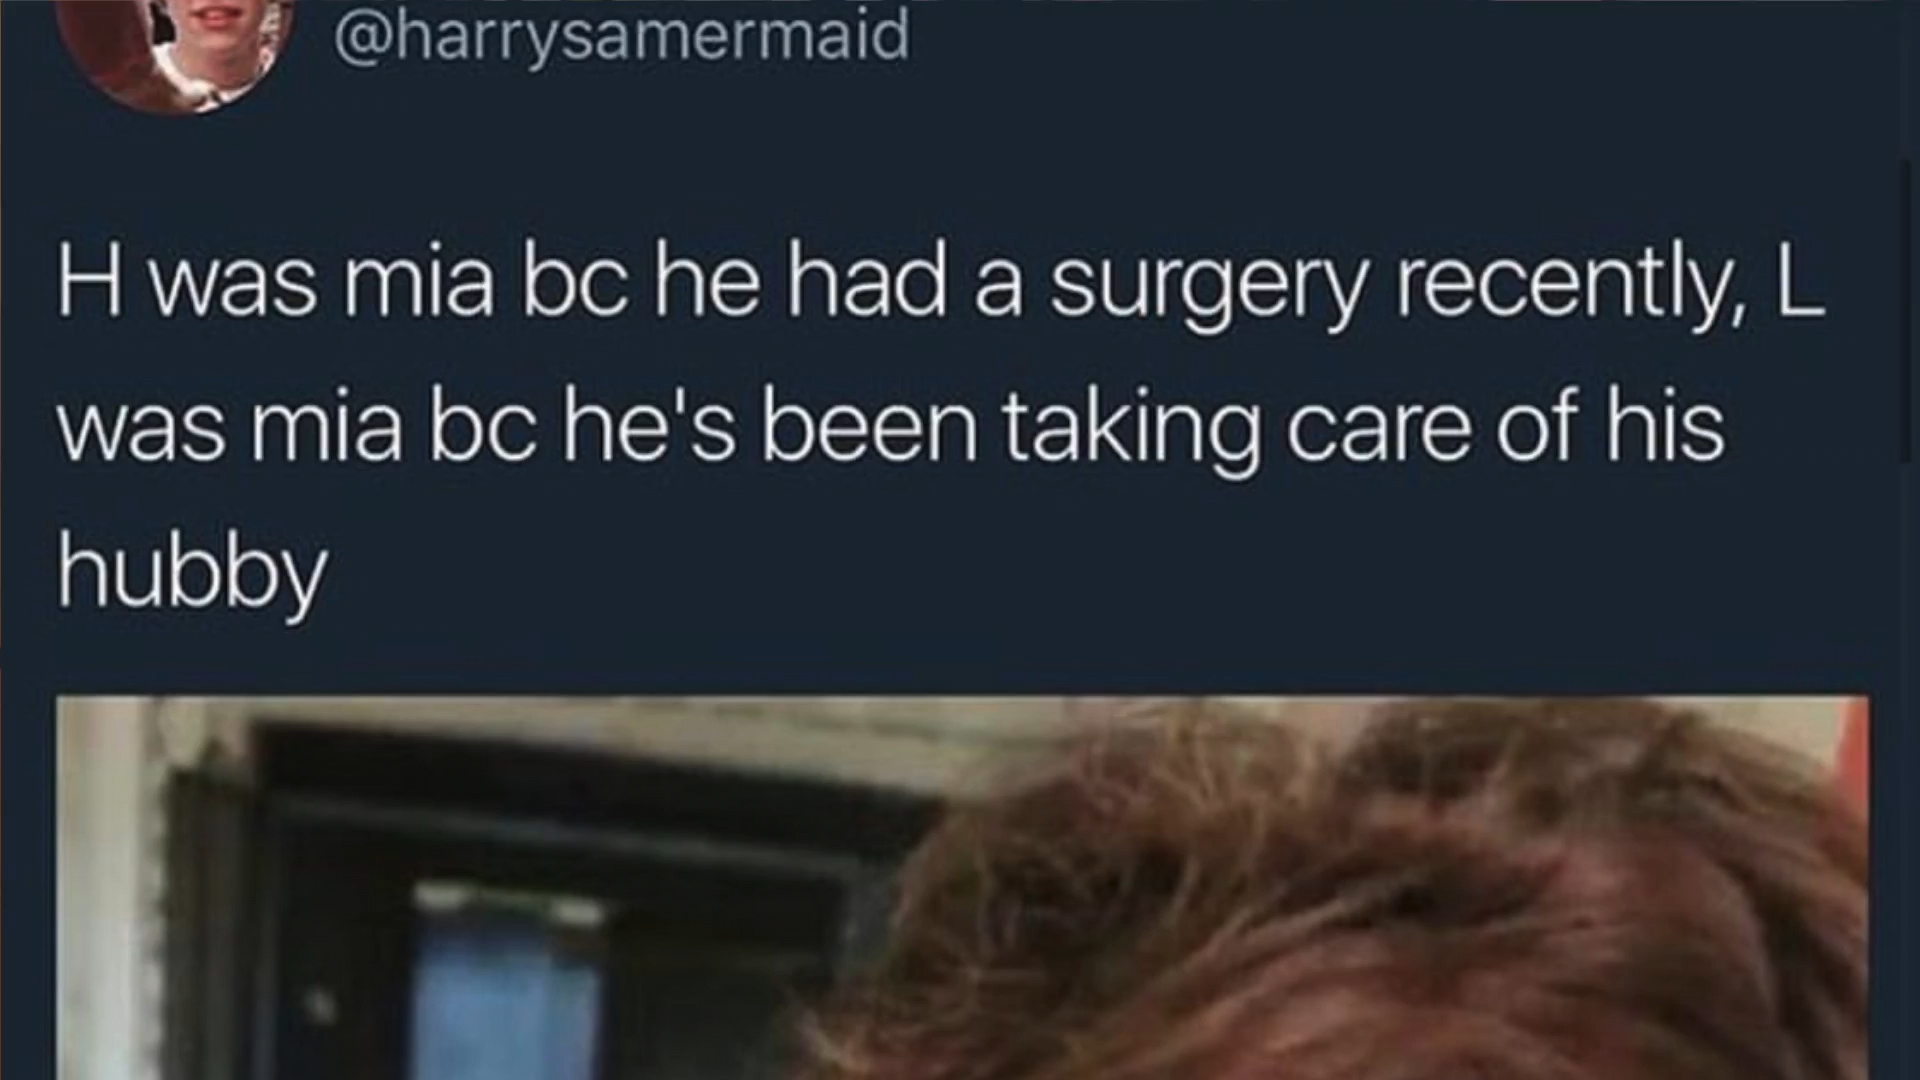 @harrysamermaid
H was mia bc he had a surgery recently, L
was mia bc he's been taking care of his
hubby